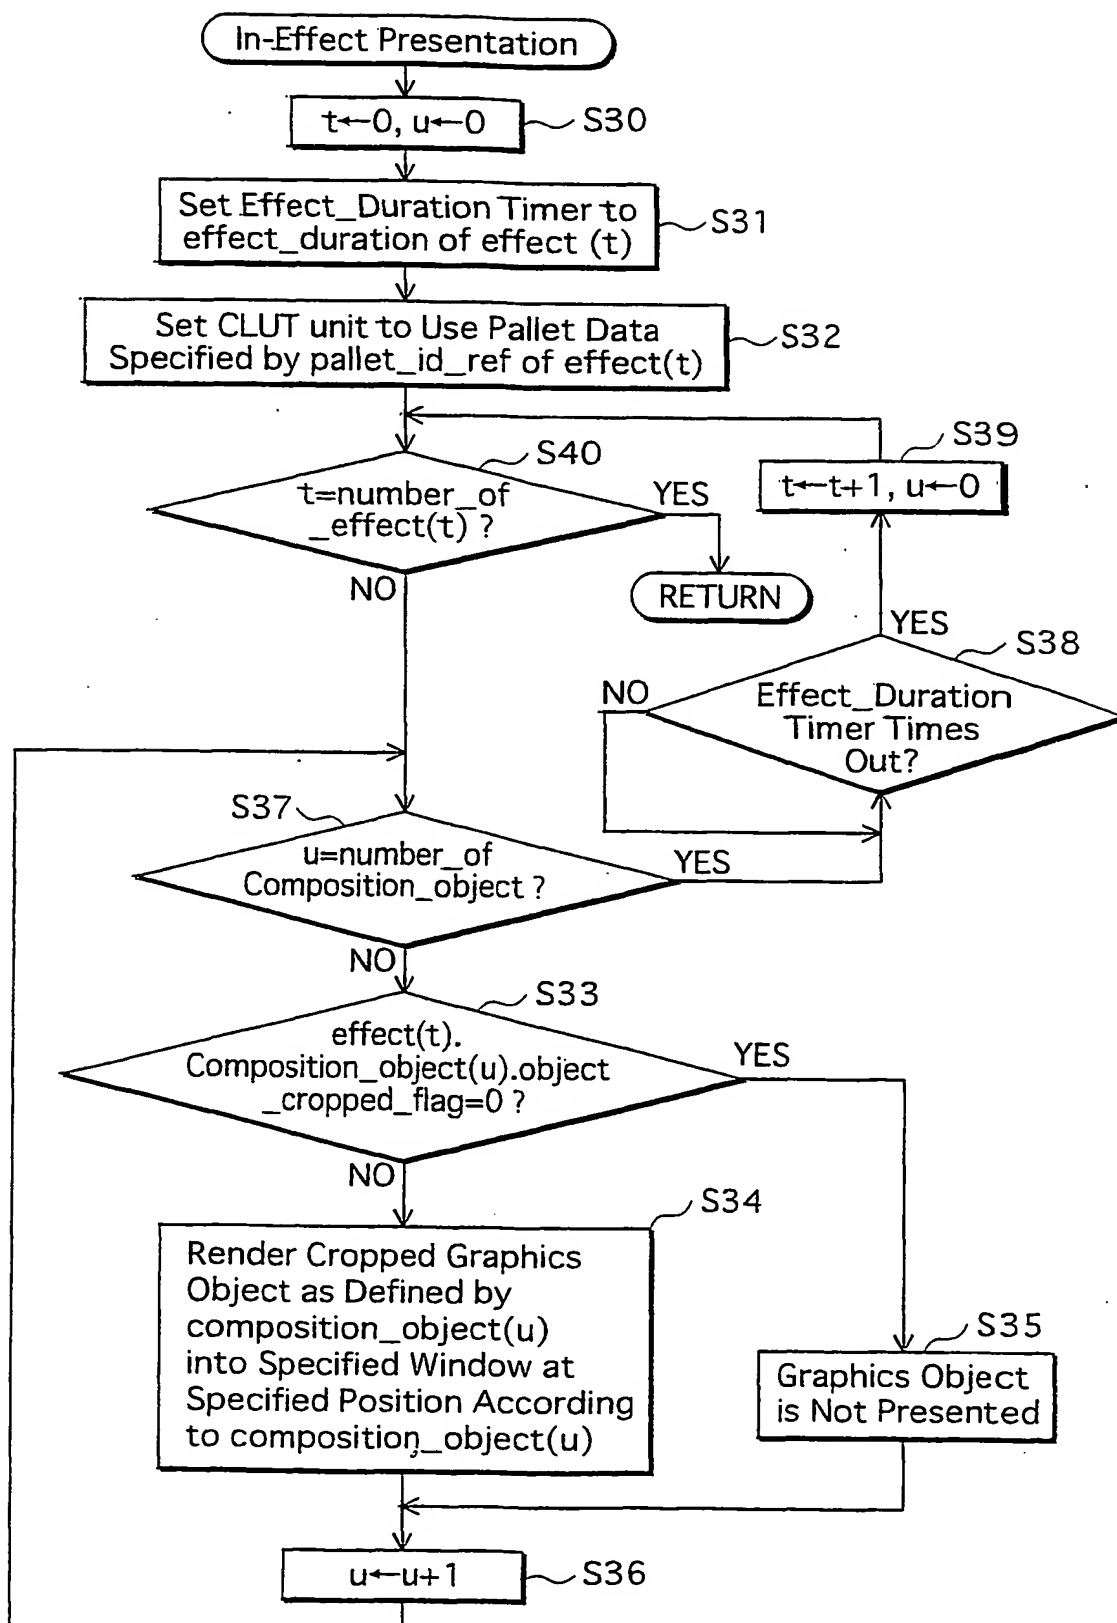 In-Effect Presentation
t←0, u←0
S30
Set Effect_Duration Timer to
effect_duration of effect (t)
S31
Set CLUT unit to Use Pallet Data
Specified by pallet_id_ref of effect(t)
S32
S39
t←t+1, u←0
S40
t=number_of
_effect(t) ?
YES
NO
RETURN
YES
S38
NO
Effect_Duration
Timer Times
Out?
S37
u=number_of
Composition_object ?
YES
NO
S33
effect(t).
Composition_object(u).object
_cropped_flag=0 ?
YES
NO
S34
Render Cropped Graphics
Object as Defined by
composition_object(u)
into Specified Window at
Specified Position According
to composition_object(u)
S35
Graphics Object
is Not Presented
u←u+1
S36